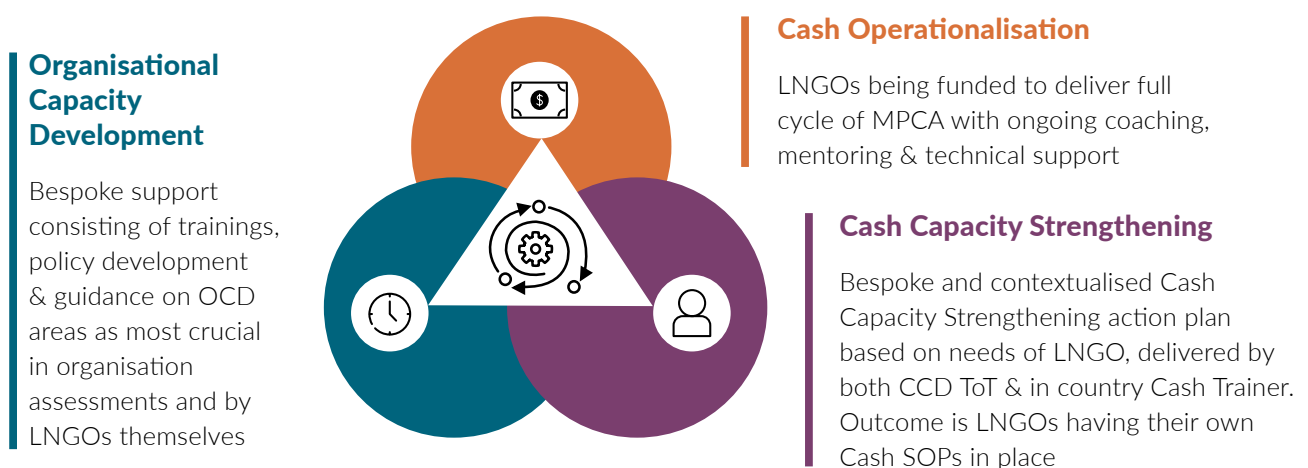 Organisational
Capacity
Development
Bespoke support
consisting of trainings,
policy development
& guidance on OCD
areas as most crucial
in organisation
assessments and by
LNGOs themselves
$
Cash Operationalisation
LNGOs being funded to deliver full
cycle of MPCA with ongoing coaching,
mentoring & technical support
Cash Capacity Strengthening
Bespoke and contextualised Cash
Capacity Strengthening action plan
based on needs of LNGO, delivered by
both CCD ToT & in country Cash Trainer.
Outcome is LNGOs having their own
Cash SOPs in place